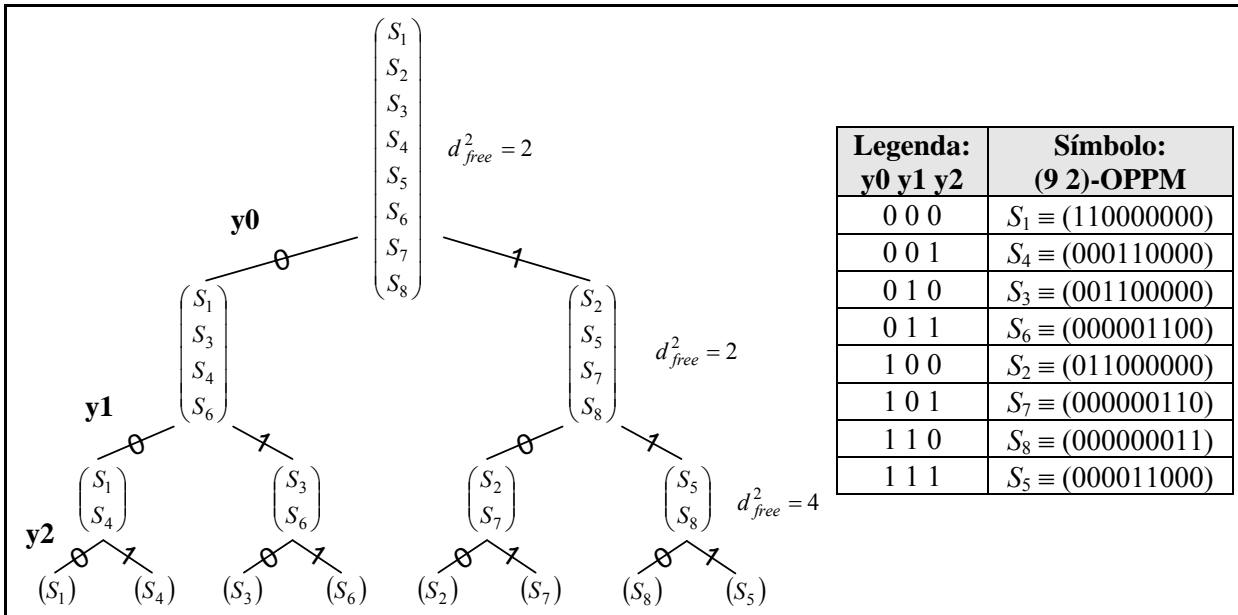 S1
S2
S3
S4 d²free = 2
S5
S6
y0 S7
S8
0 1
S1 S2
S3 S5
S4 S7 d²free = 2
S6 S8
y1
0 1 0 1
S1 S3 S2 S5
S4 S6 S7 S8 d²free = 4
y2
0 1 0 1 0 1 0 1
(S1) (S4) (S3) (S6) (S2) (S7) (S8) (S5)
Legenda: Símbolo:
y0 y1 y2 (9 2)-OPPM
0 0 0 S1 ≡ (110000000)
0 0 1 S4 ≡ (000110000)
0 1 0 S3 ≡ (001100000)
0 1 1 S6 ≡ (000001100)
1 0 0 S2 ≡ (011000000)
1 0 1 S7 ≡ (000000110)
1 1 0 S8 ≡ (000000011)
1 1 1 S5 ≡ (000011000)